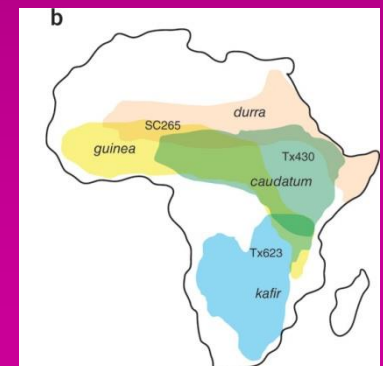 b
durra
SC265
guinea
Tx430
caudatum
Tx623
kafir